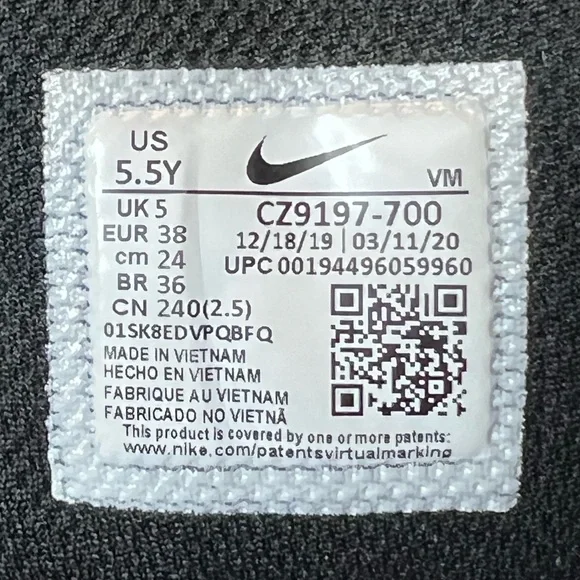 US
5.5Y
VM
UK 5
EUR 38
cm 24
BR 36
CN 240(2.5)
CZ9197-700
12/18/19 | 03/11/20
UPC 00194496059960
01SK8EDVPQBFQ
MADE IN VIETNAM
HECHO EN VIETNAM
FABRIQUE AU VIETNAM
FABRICADO NO VIETNÃ
This product is covered by one or more patents:
www.nike.com/patentsvirtualmarking